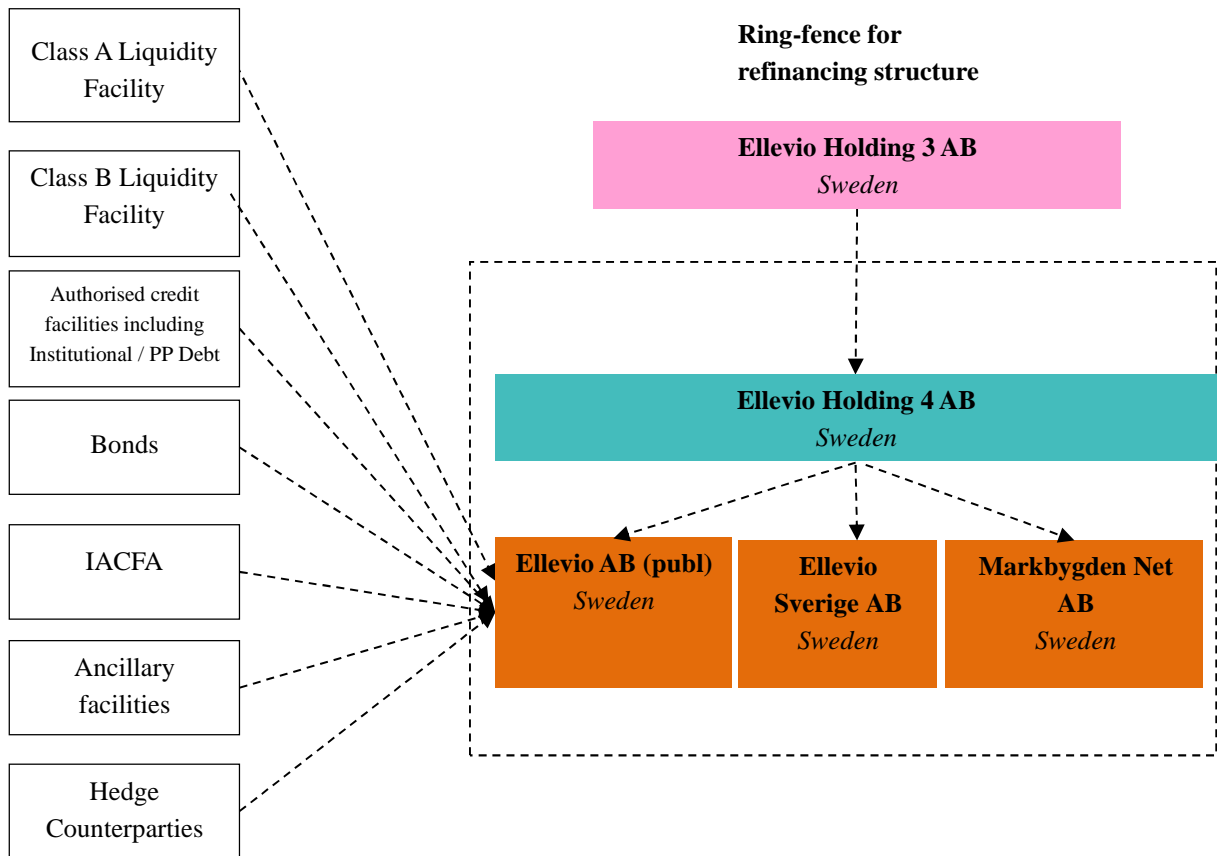 Class A Liquidity
Facility
Class B Liquidity
Facility
Authorised credit
facilities including
Institutional / PP Debt
Bonds
IACFA
Ancillary
facilities
Hedge
Counterparties
Ring-fence for
refinancing structure
Ellevio Holding 3 AB
Sweden
Ellevio Holding 4 AB
Sweden
Ellevio AB (publ)
Sweden
Ellevio
Sverige AB
Sweden
Markbygden Net
AB
Sweden